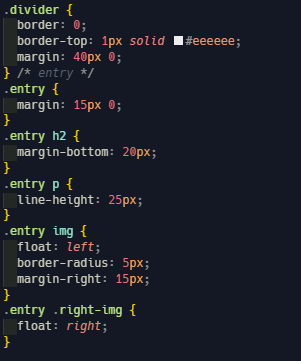 .divider {
border: 0;
border-top: 1px solid #eeeeee;
margin: 40px 0;
} /* entry */
.entry {
margin: 15px 0;
}
.entry h2 {
margin-bottom: 20px;
}
.entry p {
line-height: 25px;
}
.entry img {
float: left;
border-radius: 5px;
margin-right: 15px;
}
.entry .right-img {
float: right;
}